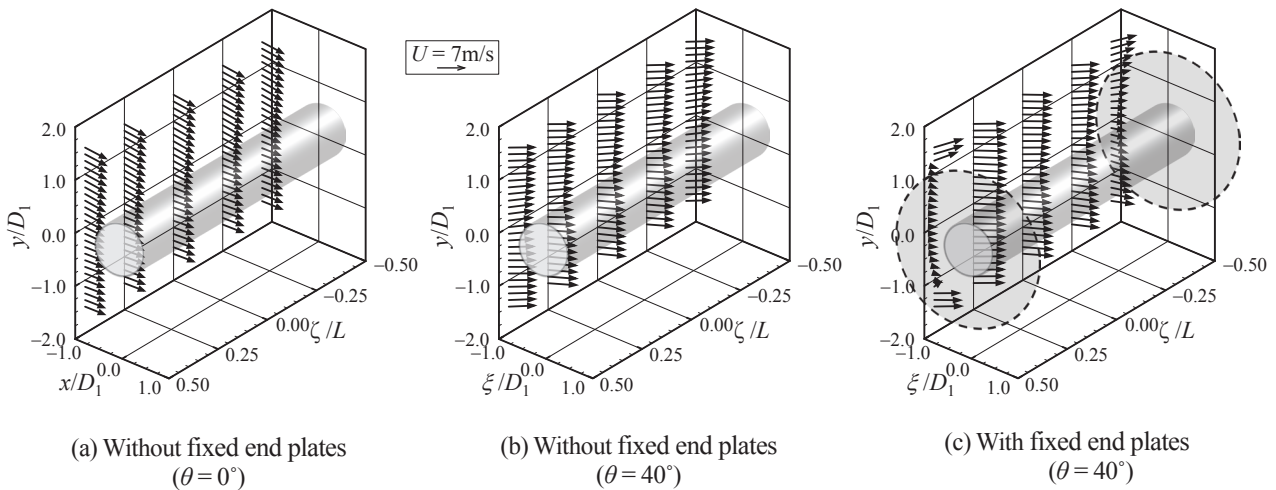 U = 7m/s
2.0
1.0
0.0
−1.0
−2.0
y/D1
−1.0
0.0
1.0
x/D1
0.50
0.25
0.00
−0.25
−0.50
ζ /L
2.0
1.0
0.0
−1.0
−2.0
y/D1
−1.0
0.0
1.0
ξ/D1
0.50
0.25
0.00
−0.25
−0.50
ζ /L
2.0
1.0
0.0
−1.0
−2.0
y/D1
−1.0
0.0
1.0
ξ/D1
0.50
0.25
0.00
−0.25
−0.50
ζ /L
(a) Without fixed end plates
(θ = 0°)
(b) Without fixed end plates
(θ = 40°)
(c) With fixed end plates
(θ = 40°)